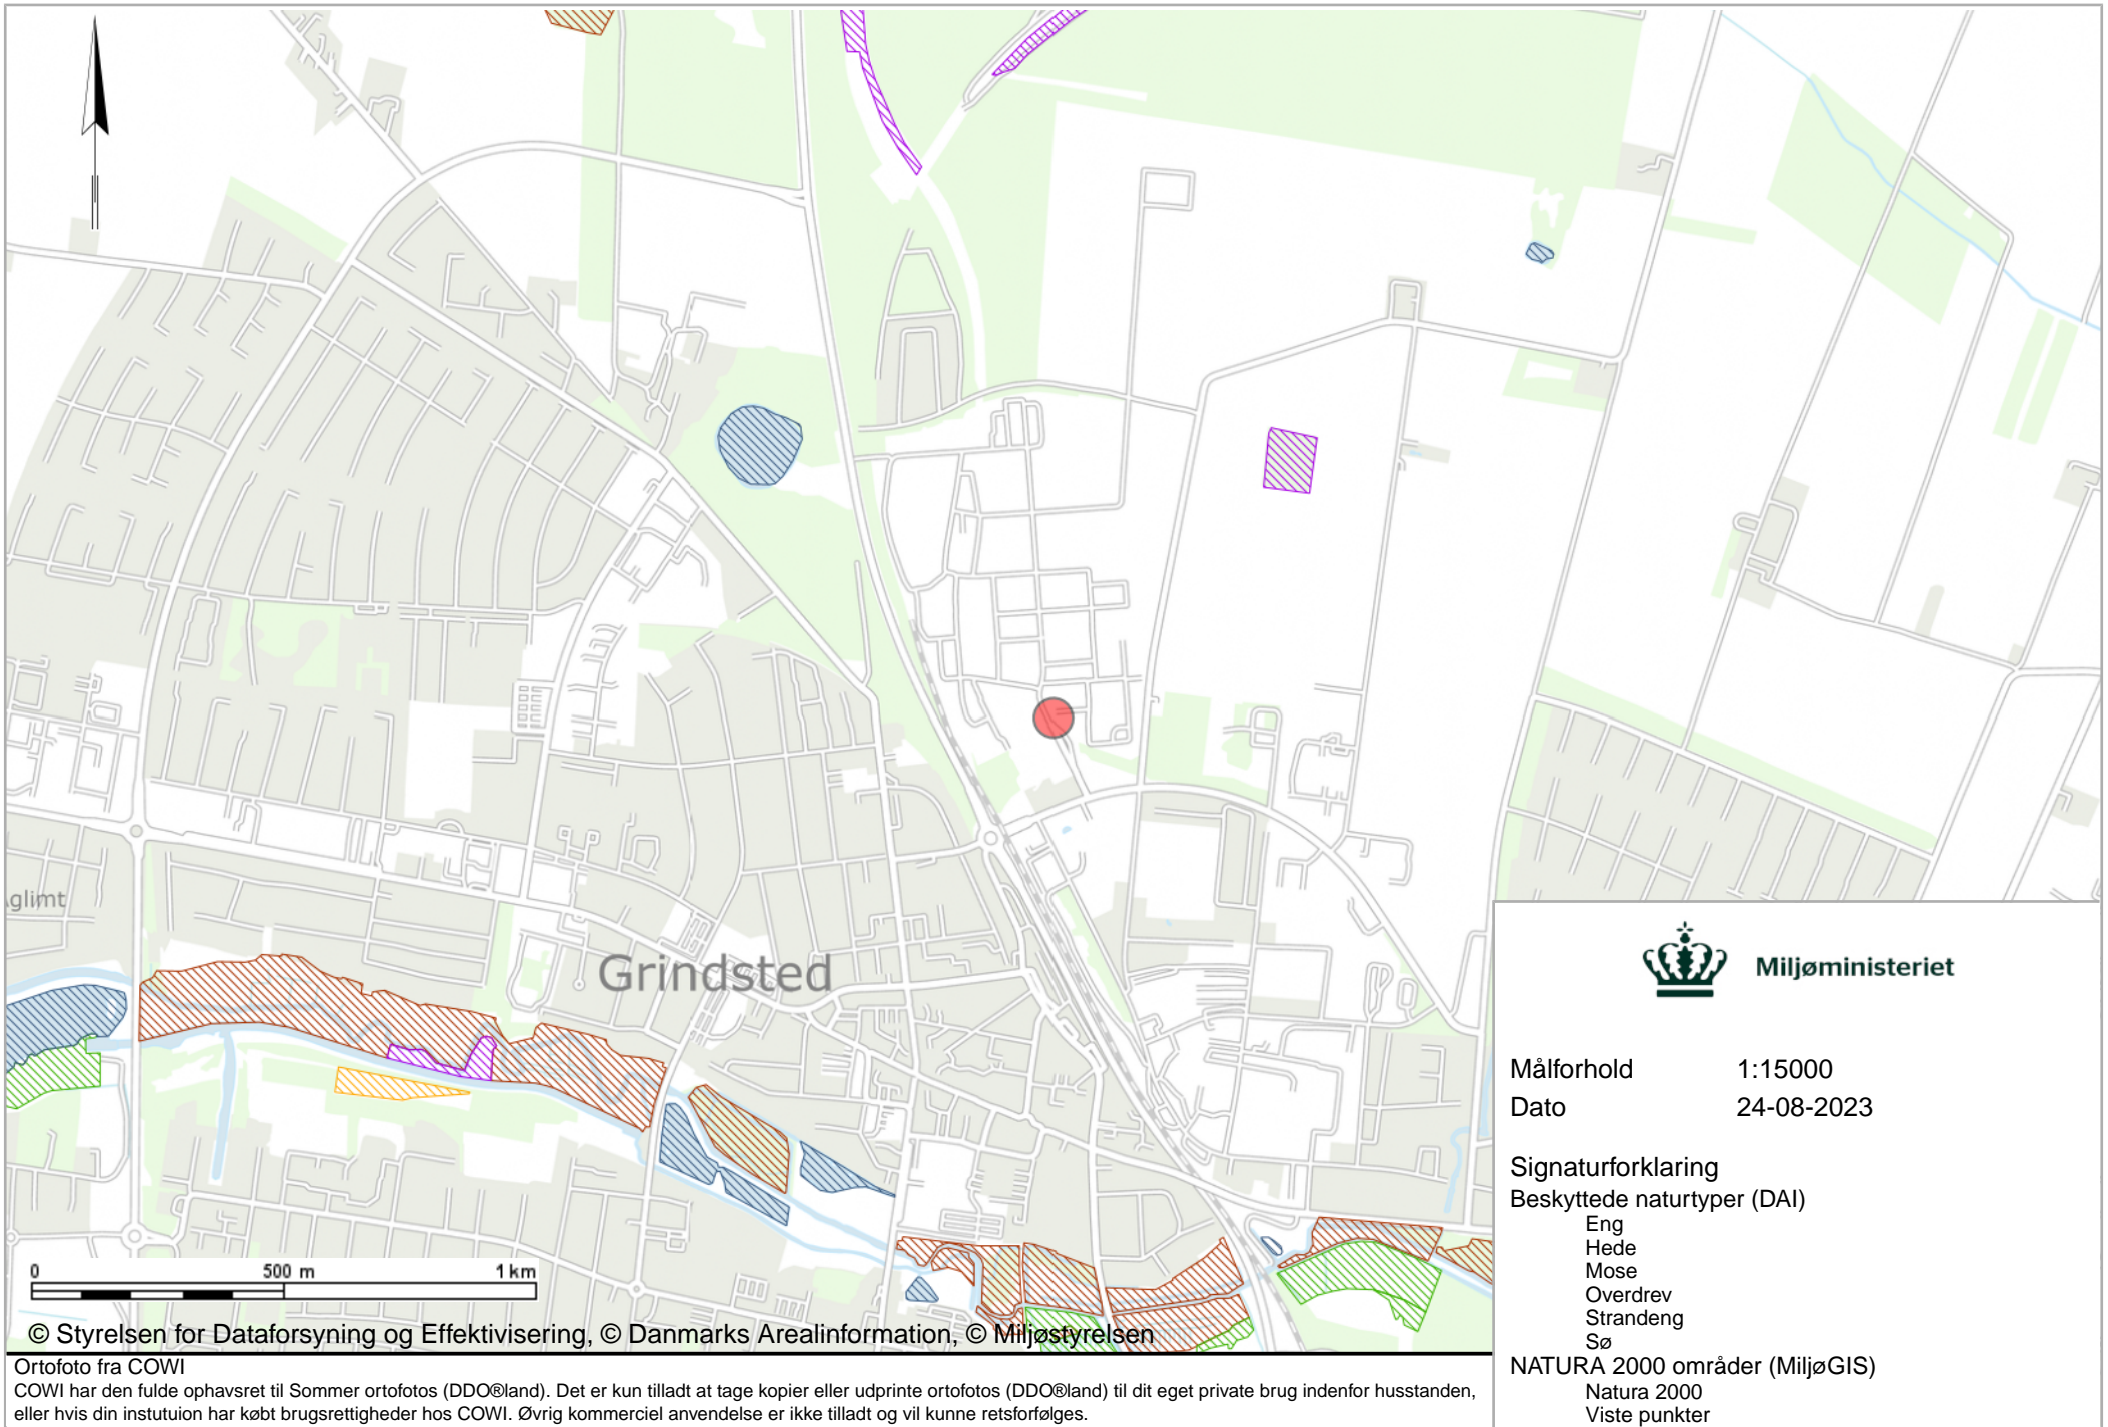 glimt
Grindsted
0 500 m 1 km
© Styrelsen for Dataforsyning og Effektivisering, © Danmarks Arealinformation, © Miljøstyrelsen
Ortofoto fra COWI
COWI har den fulde ophavsret til Sommer ortofotos (DDO®land). Det er kun tilladt at tage kopier eller udprinte ortofotos (DDO®land) til dit eget private brug indenfor husstanden,
eller hvis din instutuion har købt brugsrettigheder hos COWI. Øvrig kommerciel anvendelse er ikke tilladt og vil kunne retsforfølges.
Miljøministeriet
Målforhold 1:15000
Dato 24-08-2023
Signaturforklaring
Beskyttede naturtyper (DAI)
Eng
Hede
Mose
Overdrev
Strandeng
Sø
NATURA 2000 områder (MiljøGIS)
Natura 2000
Viste punkter